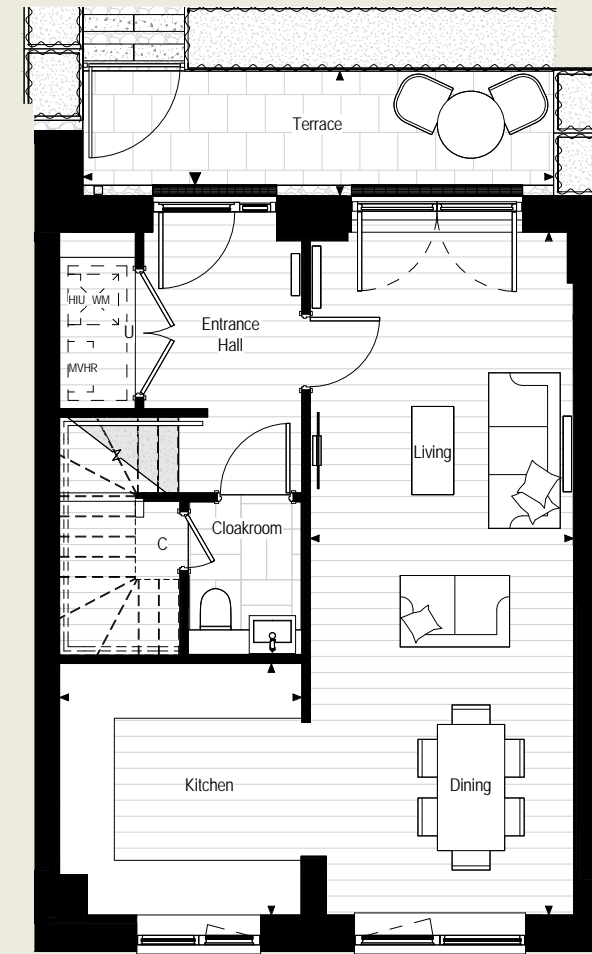 Terrace
HIU WM
U
MVHR
Entrance
Hall
Living
C
Cloakroom
Kitchen
Dining